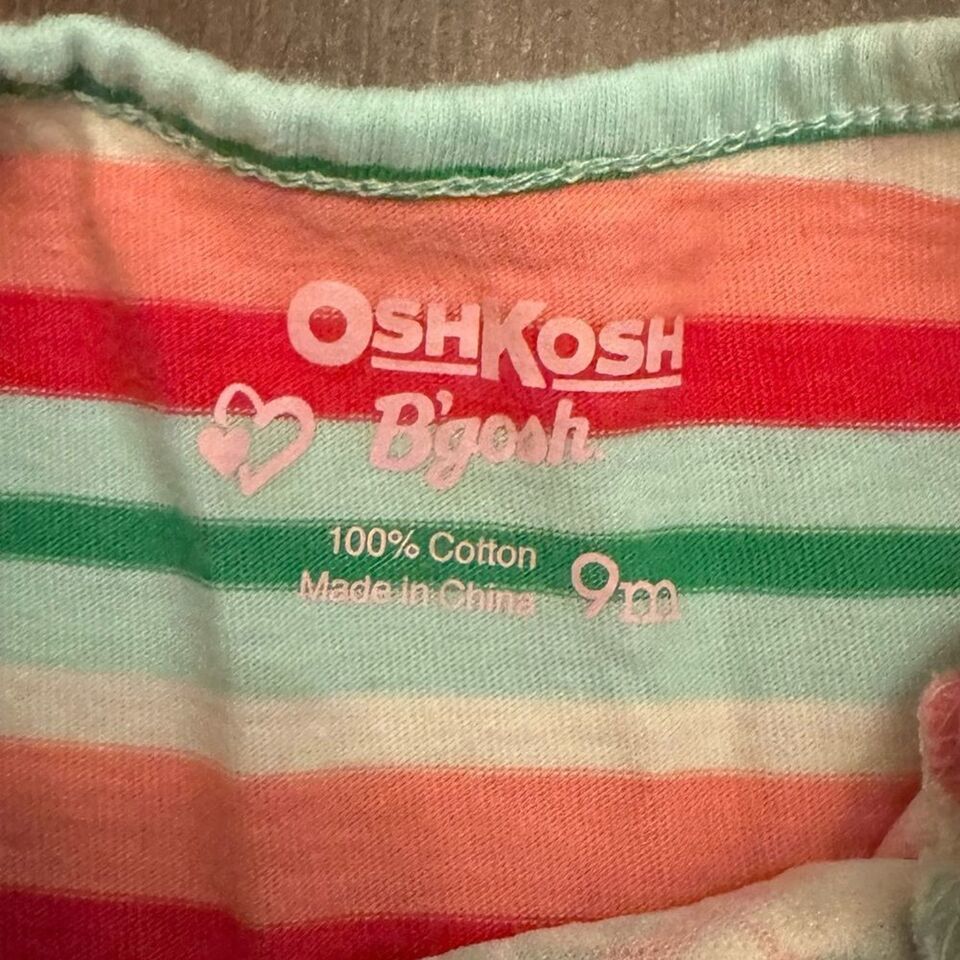 OSHKOSH
B'gosh
100% Cotton
Made in China
9m